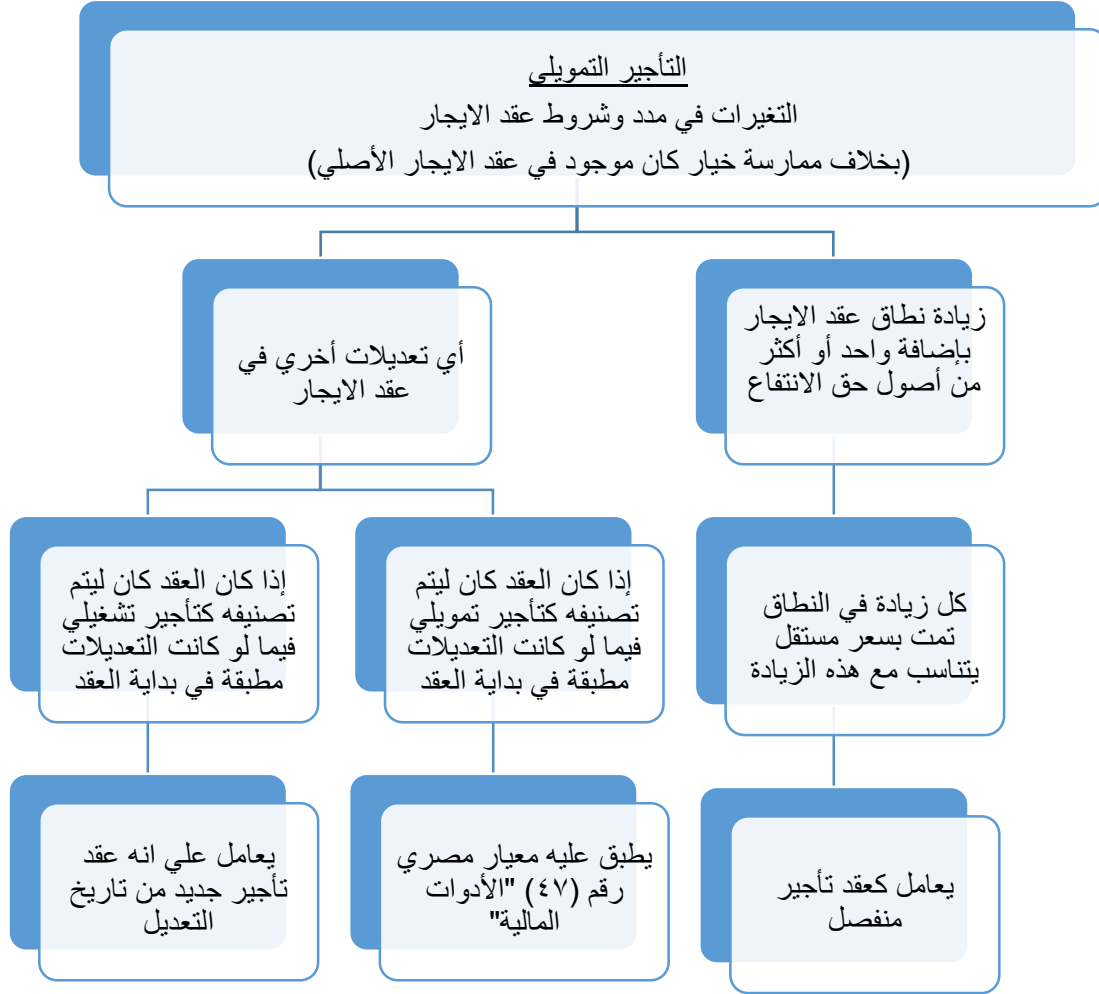 التأجير التمويلي
التغيرات في مدد وشروط عقد الايجار
(بخلاف ممارسة خيار كان موجود في عقد الايجار الأصلي)
زيادة نطاق عقد الايجار
بإضافة واحد أو أكثر
من أصول حق الانتفاع
أي تعديلات أخري في
عقد الايجار
كل زيادة في النطاق
تمت بسعر مستقل
يتناسب مع هذه الزيادة
إذا كان العقد كان ليتم
تصنيفه كتأجير تمويلي
فيما لو كانت التعديلات
مطبقة في بداية العقد
إذا كان العقد كان ليتم
تصنيفه كتأجير تشغيلي
فيما لو كانت التعديلات
مطبقة في بداية العقد
يعامل كعقد تأجير
منفصل
يطبق عليه معيار مصري
رقم (٤٧) "الأدوات
المالية"
يعامل علي انه عقد
تأجير جديد من تاريخ
التعديل